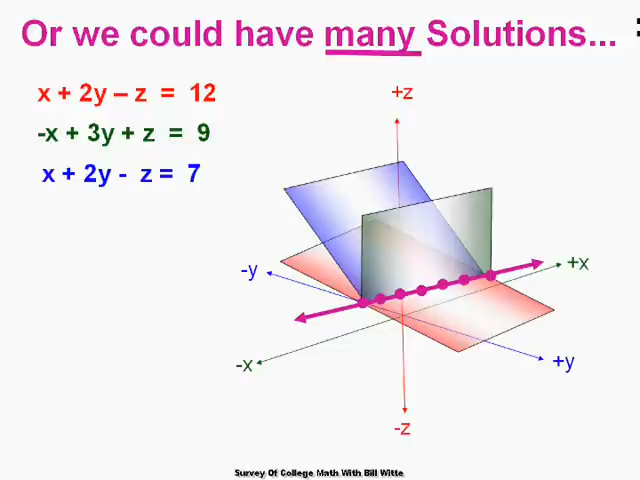 Or we could have many Solutions...
x + 2y – z = 12
-x + 3y + z = 9
x + 2y - z = 7
+z
-y
+x
-x
+y
-z
Survey Of College Math With Bill Witte